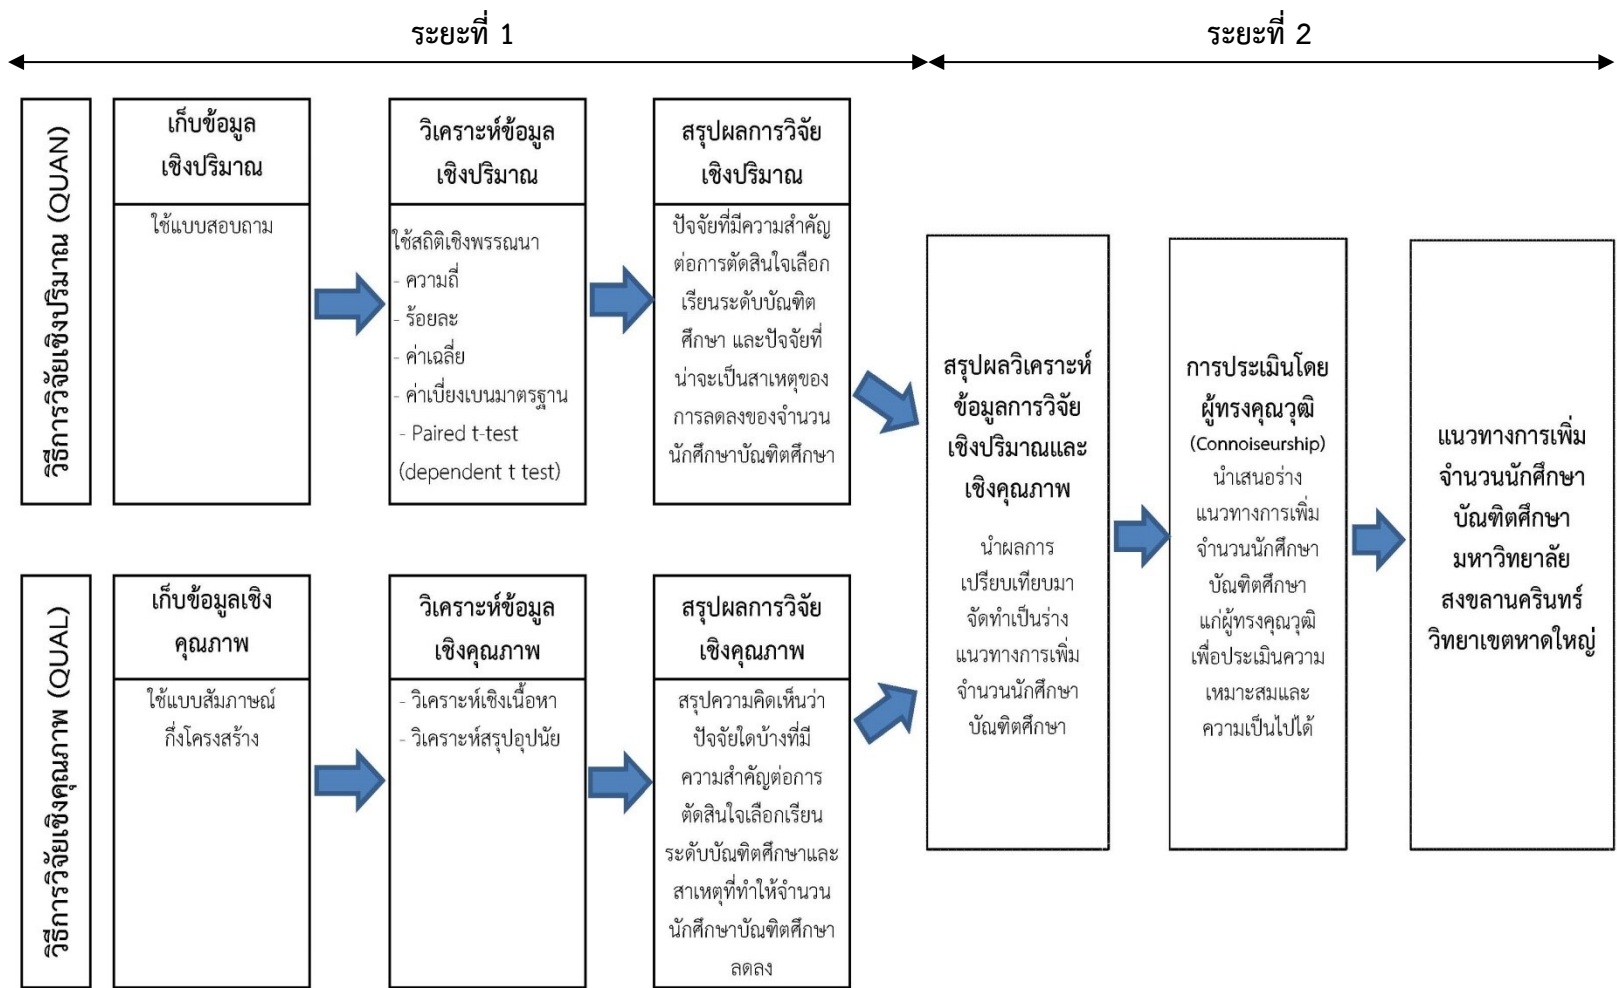 ระยะที่ 1
ระยะที่ 2
วิธีการวิจัยเชิงปริมาณ (QUAN)
เก็บข้อมูล
เชิงปริมาณ
ใช้แบบสอบถาม
วิเคราะห์ข้อมูล
เชิงปริมาณ
ใช้สถิติเชิงพรรณนา
- ความถี่
- ร้อยละ
- ค่าเฉลี่ย
- ค่าเบี่ยงเบนมาตรฐาน
- Paired t-test
(dependent t test)
สรุปผลการวิจัย
เชิงปริมาณ
ปัจจัยที่มีความสำคัญ
ต่อการตัดสินใจเลือก
เรียนระดับบัณฑิต
ศึกษา และปัจจัยที่
น่าจะเป็นสาเหตุของ
การลดลงของจำนวน
นักศึกษาบัณฑิตศึกษา
วิธีการวิจัยเชิงคุณภาพ (QUAL)
เก็บข้อมูลเชิง
คุณภาพ
ใช้แบบสัมภาษณ์
กึ่งโครงสร้าง
วิเคราะห์ข้อมูล
เชิงคุณภาพ
- วิเคราะห์เชิงเนื้อหา
- วิเคราะห์สรุปอุปนัย
สรุปผลการวิจัย
เชิงคุณภาพ
สรุปความคิดเห็นว่า
ปัจจัยใดบ้างที่มี
ความสำคัญต่อการ
ตัดสินใจเลือกเรียน
ระดับบัณฑิตศึกษาและ
สาเหตุที่ทำให้จำนวน
นักศึกษาบัณฑิตศึกษา
ลดลง
สรุปผลวิเคราะห์
ข้อมูลการวิจัย
เชิงปริมาณและ
เชิงคุณภาพ
นำผลการ
เปรียบเทียบมา
จัดทำเป็นร่าง
แนวทางการเพิ่ม
จำนวนนักศึกษา
บัณฑิตศึกษา
การประเมินโดย
ผู้ทรงคุณวุฒิ
(Connoiseurship)
นำเสนอร่าง
แนวทางการเพิ่ม
จำนวนนักศึกษา
บัณฑิตศึกษา
แก่ผู้ทรงคุณวุฒิ
เพื่อประเมินความ
เหมาะสมและ
ความเป็นไปได้
แนวทางการเพิ่ม
จำนวนนักศึกษา
บัณฑิตศึกษา
มหาวิทยาลัย
สงขลานครินทร์
วิทยาเขตหาดใหญ่